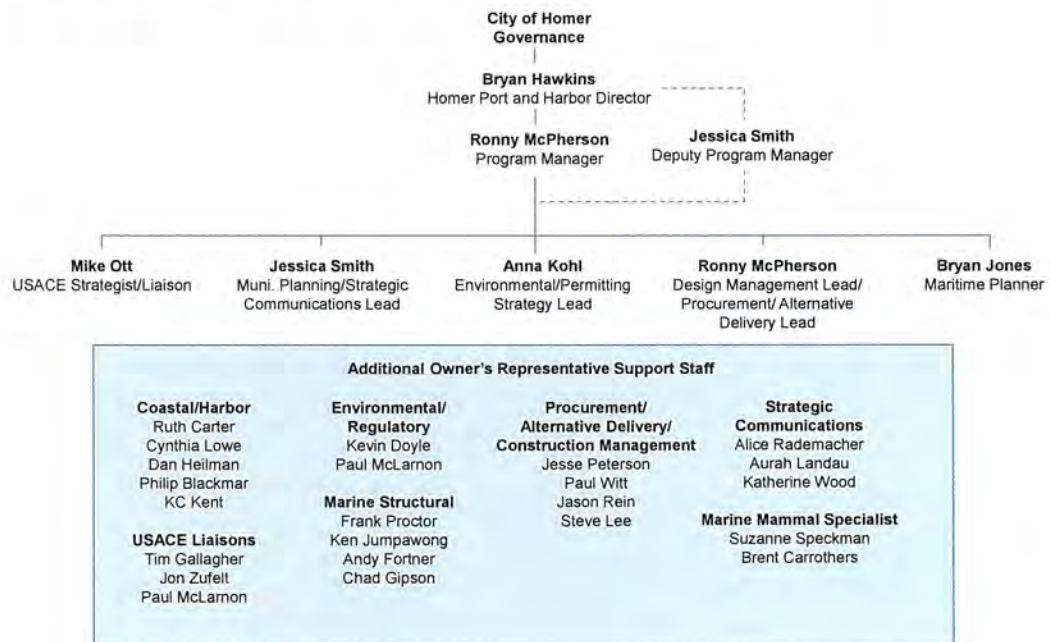 City of Homer
Governance
Bryan Hawkins
Homer Port and Harbor Director
Ronny McPherson
Program Manager
Jessica Smith
Deputy Program Manager
Mike Ott
USACE Strategist/Liaison
Jessica Smith
Muni. Planning/Strategic
Communications Lead
Anna Kohl
Environmental/Permitting
Strategy Lead
Ronny McPherson
Design Management Lead/
Procurement/ Alternative
Delivery Lead
Bryan Jones
Maritime Planner
Additional Owner's Representative Support Staff
Coastal/Harbor
Ruth Carter
Cynthia Lowe
Dan Heilman
Philip Blackmar
KC Kent
USACE Liaisons
Tim Gallagher
Jon Zufelt
Paul McLarnon
Environmental/
Regulatory
Kevin Doyle
Paul McLarnon
Marine Structural
Frank Proctor
Ken Jumpawong
Andy Fortner
Chad Gipson
Procurement/
Alternative Delivery/
Construction Management
Jesse Peterson
Paul Witt
Jason Rein
Steve Lee
Strategic
Communications
Alice Rademacher
Aurah Landau
Katherine Wood
Marine Mammal Specialist
Suzanne Speckman
Brent Carrothers